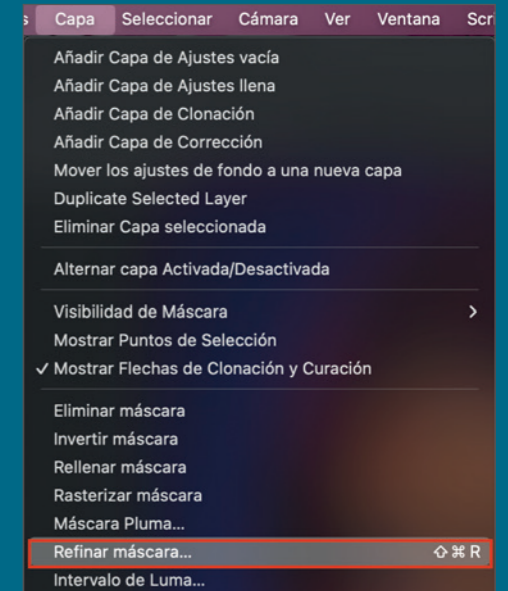 s Capa Seleccionar Cámara Ver Ventana Scri
Añadir Capa de Ajustes vacía
Añadir Capa de Ajustes llena
Añadir Capa de Clonación
Añadir Capa de Corrección
Mover los ajustes de fondo a una nueva capa
Duplicate Selected Layer
Eliminar Capa seleccionada
Alternar capa Activada/Desactivada
Visibilidad de Máscara >
Mostrar Puntos de Selección
✓ Mostrar Flechas de Clonación y Curación
Eliminar máscara
Invertir máscara
Rellenar máscara
Rasterizar máscara
Máscara Pluma...
Refinar máscara... ⇧ ⌘ R
Intervalo de Luma...